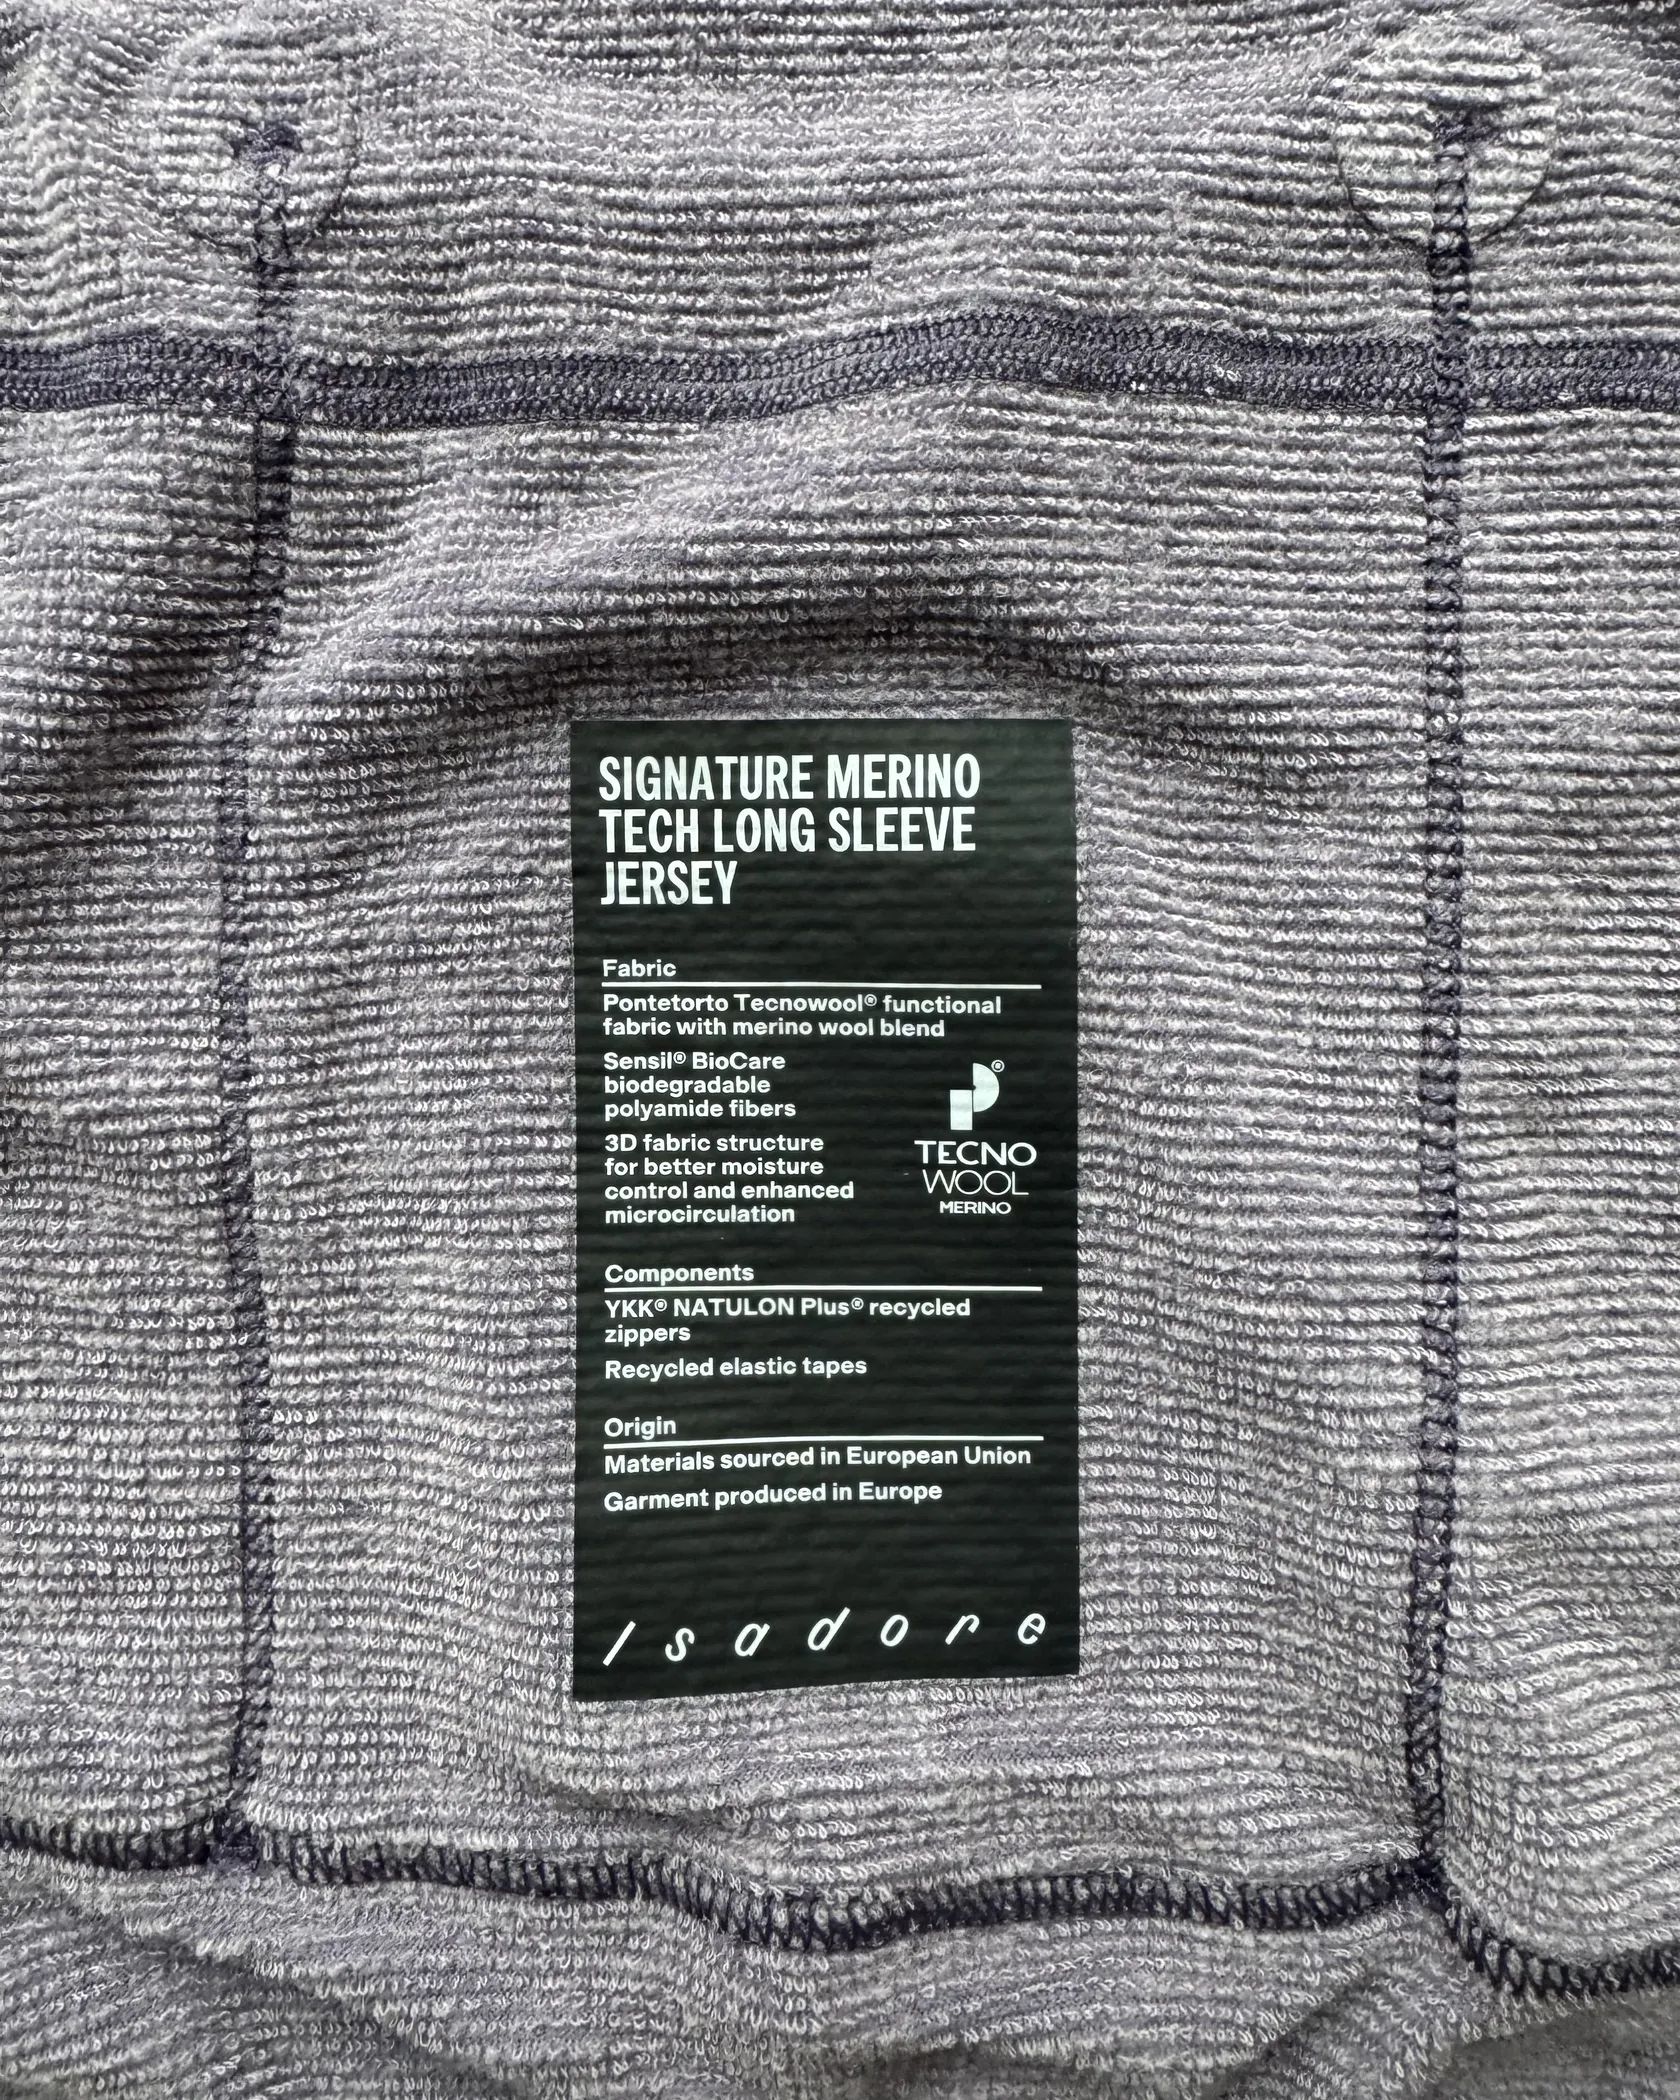 SIGNATURE MERINO
TECH LONG SLEEVE
JERSEY
Fabric
Pontetorto Tecnowool® functional
fabric with merino wool blend
Sensil® BioCare
biodegradable
polyamide fibers
3D fabric structure
for better moisture
control and enhanced
microcirculation
®
TECNO
WOOL
MERINO
Components
YKK® NATULON Plus® recycled
zippers
Recycled elastic tapes
Origin
Materials sourced in European Union
Garment produced in Europe
Isadore